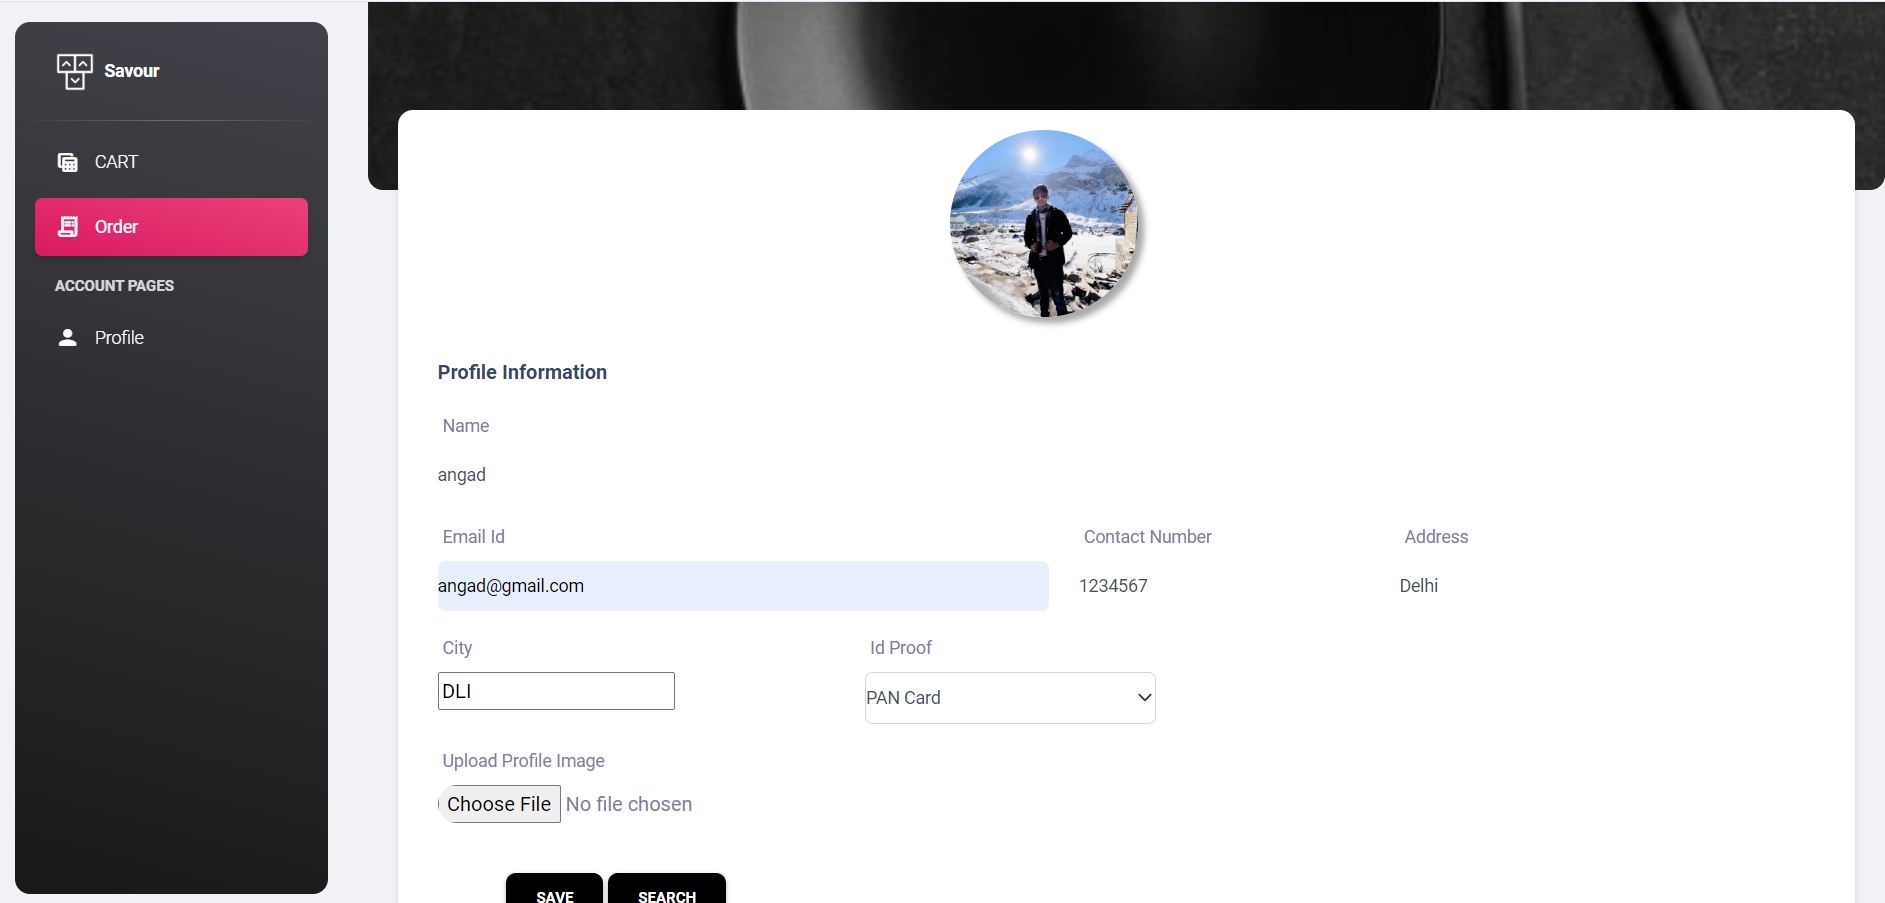 Savour
CART
Order
ACCOUNT PAGES
Profile
Profile Information
Name
angad
Email Id
Contact Number
Address
angad@gmail.com
1234567
Delhi
City
Id Proof
DLI
PAN Card
Upload Profile Image
Choose File No file chosen
SAVE
SEARCH